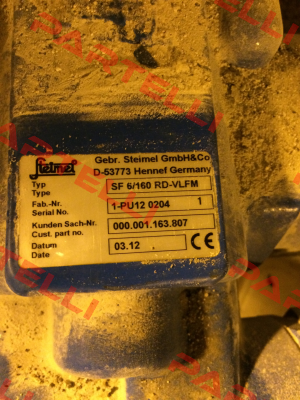 Steimel
Gebr. Steimel GmbH&Co
D-53773 Hennef Germany
Typ
Type
SF 6/160 RD-VLFM
Fab.-Nr.
Serial No.
1-PU12 0204 1
Kunden Sach-Nr.
Cust. part no.
000.001.163.807
Datum
Date
03.12
CE
PARTELLI
PARTELLI
PARTELLI
PARTELLI
PARTELLI